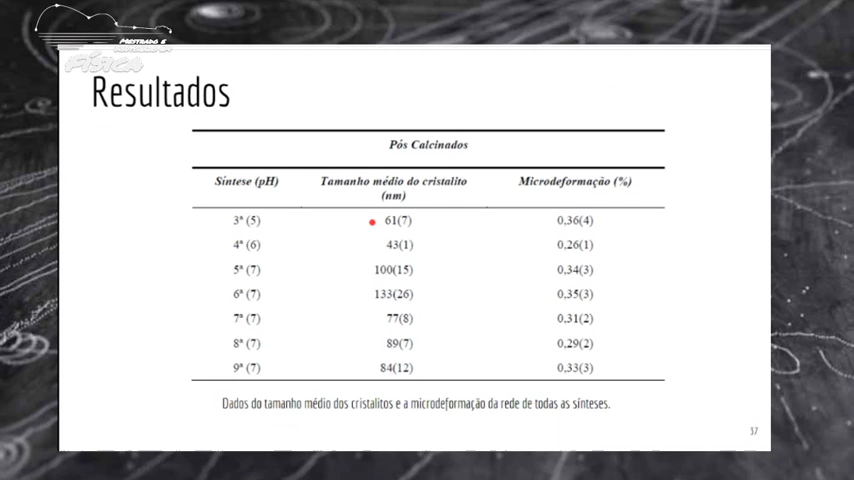 MESTRADO E
FÍSICA
Resultados
Pós Calcinados
Síntese (pH) Tamanho médio do cristalito (nm) Microdeformação (%)
3ª (5) 61(7) 0,36(4)
4ª (6) 43(1) 0,26(1)
5ª (7) 100(15) 0,34(3)
6ª (7) 133(26) 0,35(3)
7ª (7) 77(8) 0,31(2)
8ª (7) 89(7) 0,29(2)
9ª (7) 84(12) 0,33(3)
Dados do tamanho médio dos cristalitos e a microdeformação da rede de todas as sínteses.
37